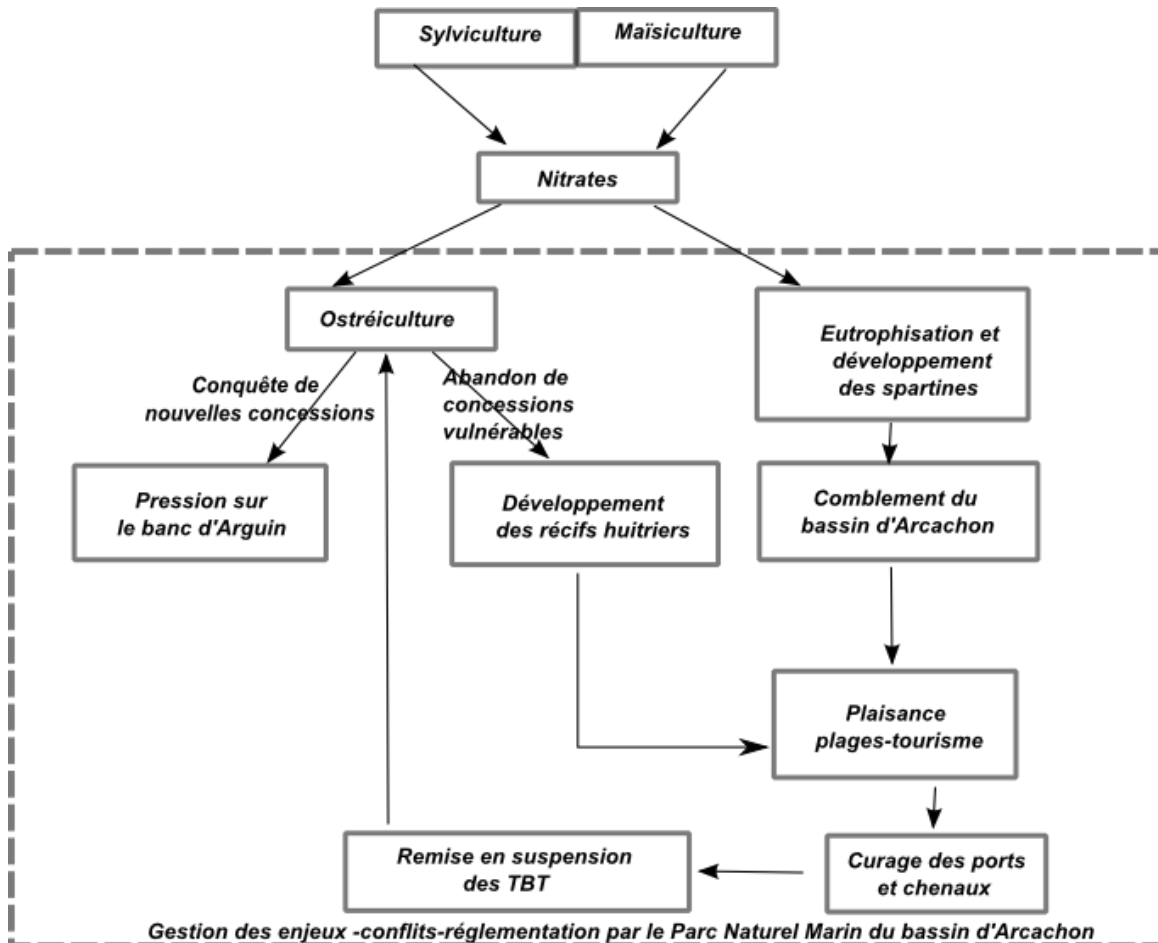 Sylviculture
Maïsiculture
Nitrates
Ostréiculture
Eutrophisation et
développement
des spartines
Conquête de
nouvelles concessions
Abandon de
concessions
vulnérables
Pression sur
le banc d'Arguin
Développement
des récifs huitriers
Comblement du
bassin d'Arcachon
Plaisance
plages-tourisme
Remise en suspension
des TBT
Curage des ports
et chenaux
Gestion des enjeux -conflits-réglementation par le Parc Naturel Marin du bassin d'Arcachon